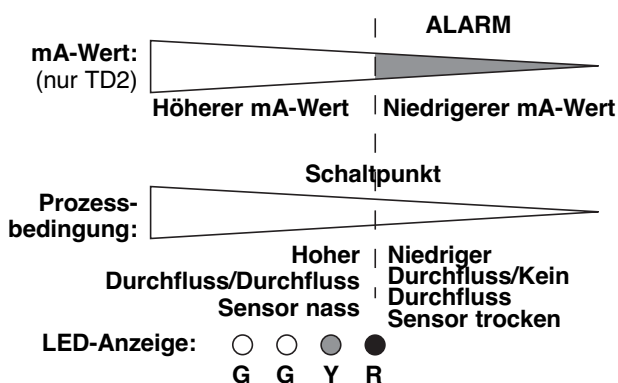 ALARM
mA-Wert:
(nur TD2)
Höherer mA-Wert
Niedrigerer mA-Wert
Schaltpunkt
Prozess-
bedingung:
Hoher
Durchfluss/Durchfluss
Sensor nass
Niedriger
Durchfluss/Kein
Durchfluss
Sensor trocken
LED-Anzeige:
G G Y R